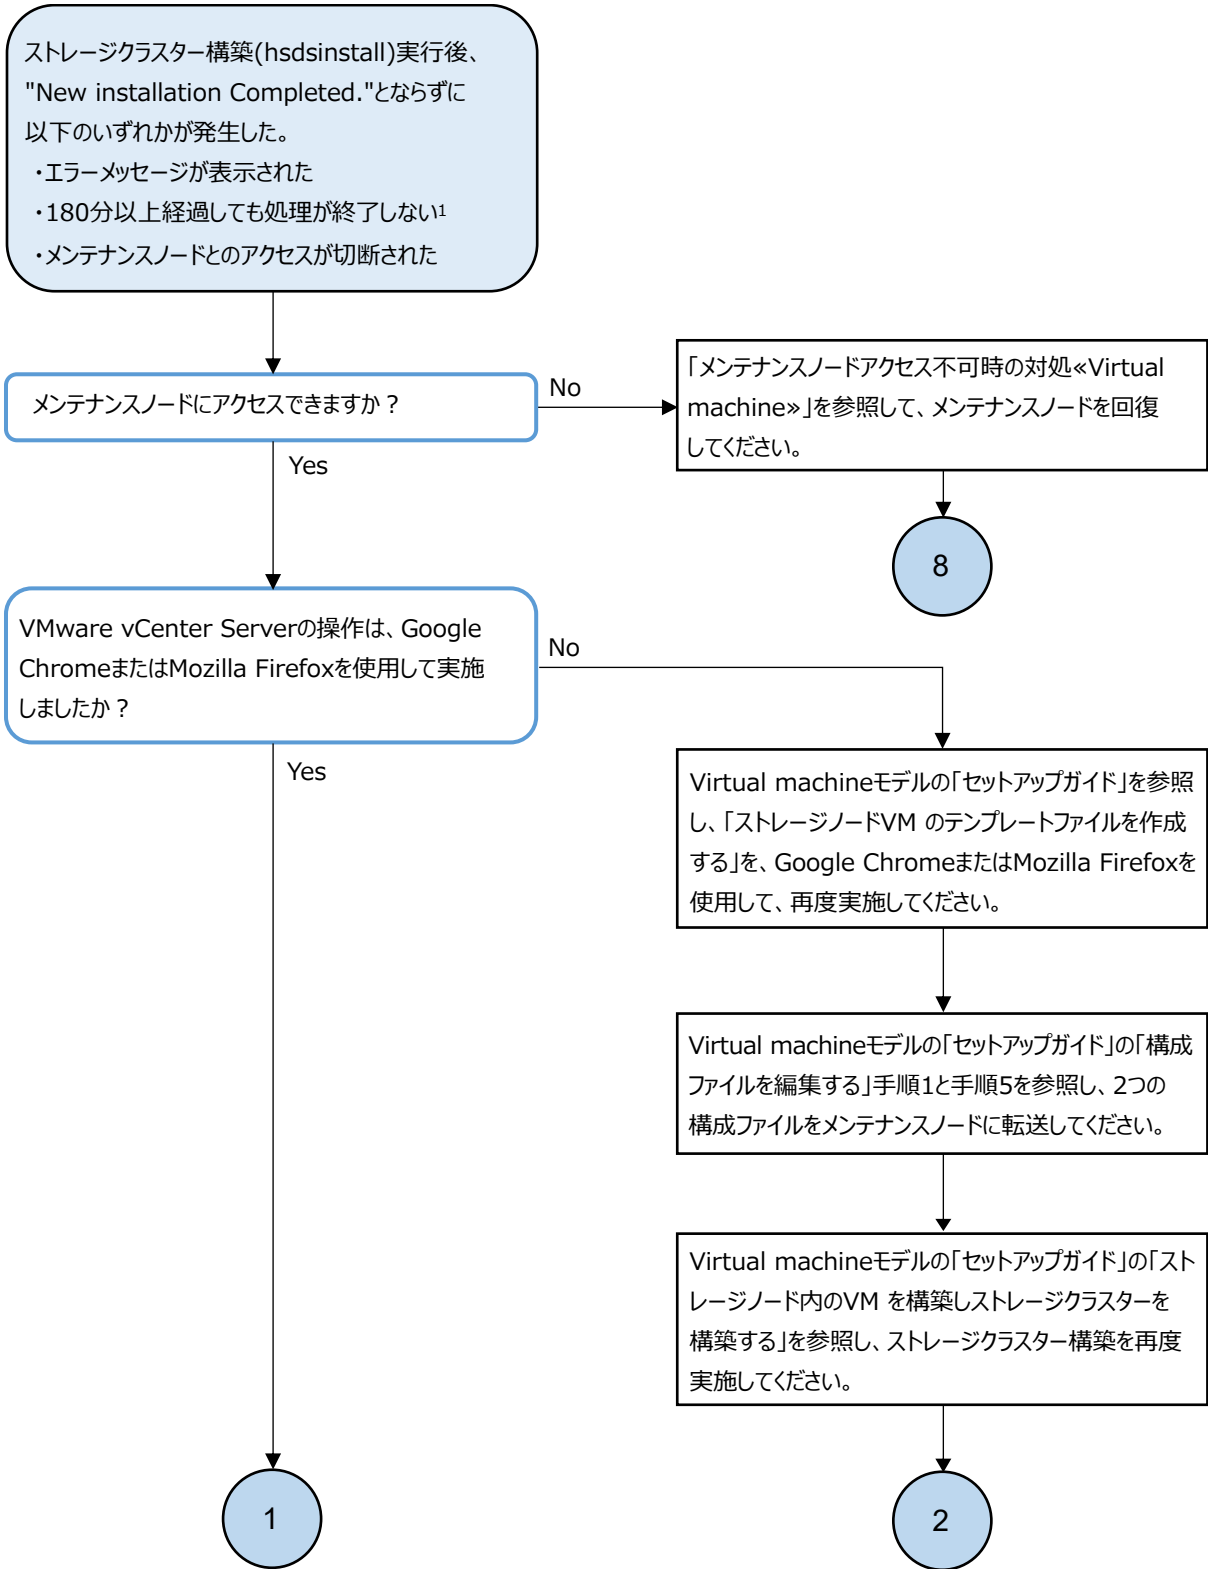 ストレージクラスター構築(hsdsinstall)実行後、
"New installation Completed."とならずに
以下のいずれかが発生した。
・エラーメッセージが表示された
・180分以上経過しても処理が終了しない1
・メンテナンスノードとのアクセスが切断された
メンテナンスノードにアクセスできますか？
No
「メンテナンスノードアクセス不可時の対処≪Virtual
machine≫」を参照して、メンテナンスノードを回復
してください。
Yes
8
VMware vCenter Serverの操作は、Google
ChromeまたはMozilla Firefoxを使用して実施
しましたか？
No
Yes
Virtual machineモデルの「セットアップガイド」を参照
し、「ストレージノードVM のテンプレートファイルを作成
する」を、Google ChromeまたはMozilla Firefoxを
使用して、再度実施してください。
Virtual machineモデルの「セットアップガイド」の「構成
ファイルを編集する」手順1と手順5を参照し、2つの
構成ファイルをメンテナンスノードに転送してください。
Virtual machineモデルの「セットアップガイド」の「スト
レージノード内のVM を構築しストレージクラスターを
構築する」を参照し、ストレージクラスター構築を再度
実施してください。
1
2